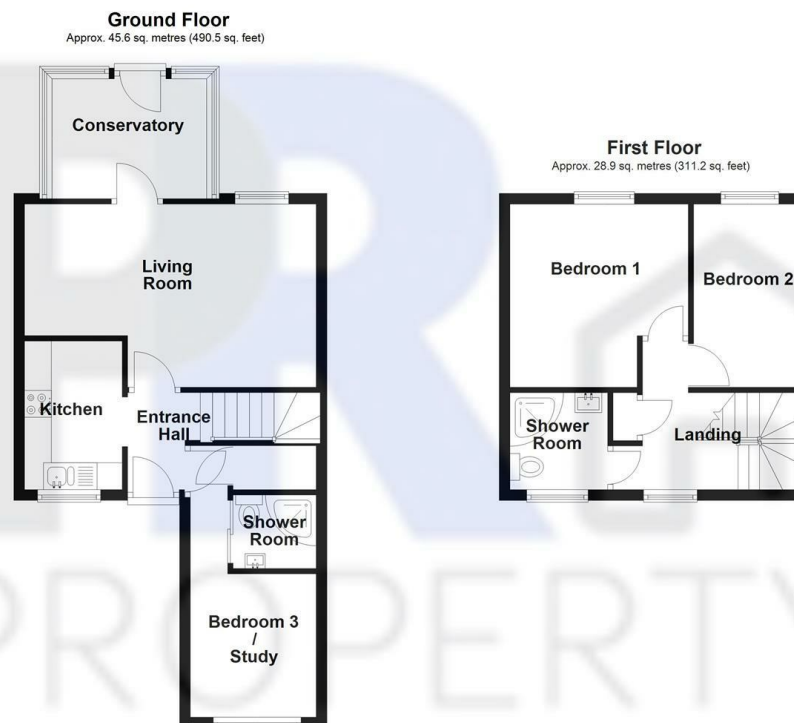 Ground Floor
Approx. 45.6 sq. metres (490.5 sq. feet)
Conservatory
Living
Room
Kitchen
Entrance
Hall
Shower
Room
Bedroom 3
/
Study
First Floor
Approx. 28.9 sq. metres (311.2 sq. feet)
Bedroom 1
Bedroom 2
Shower
Room
Landing
PR
PROPERTY